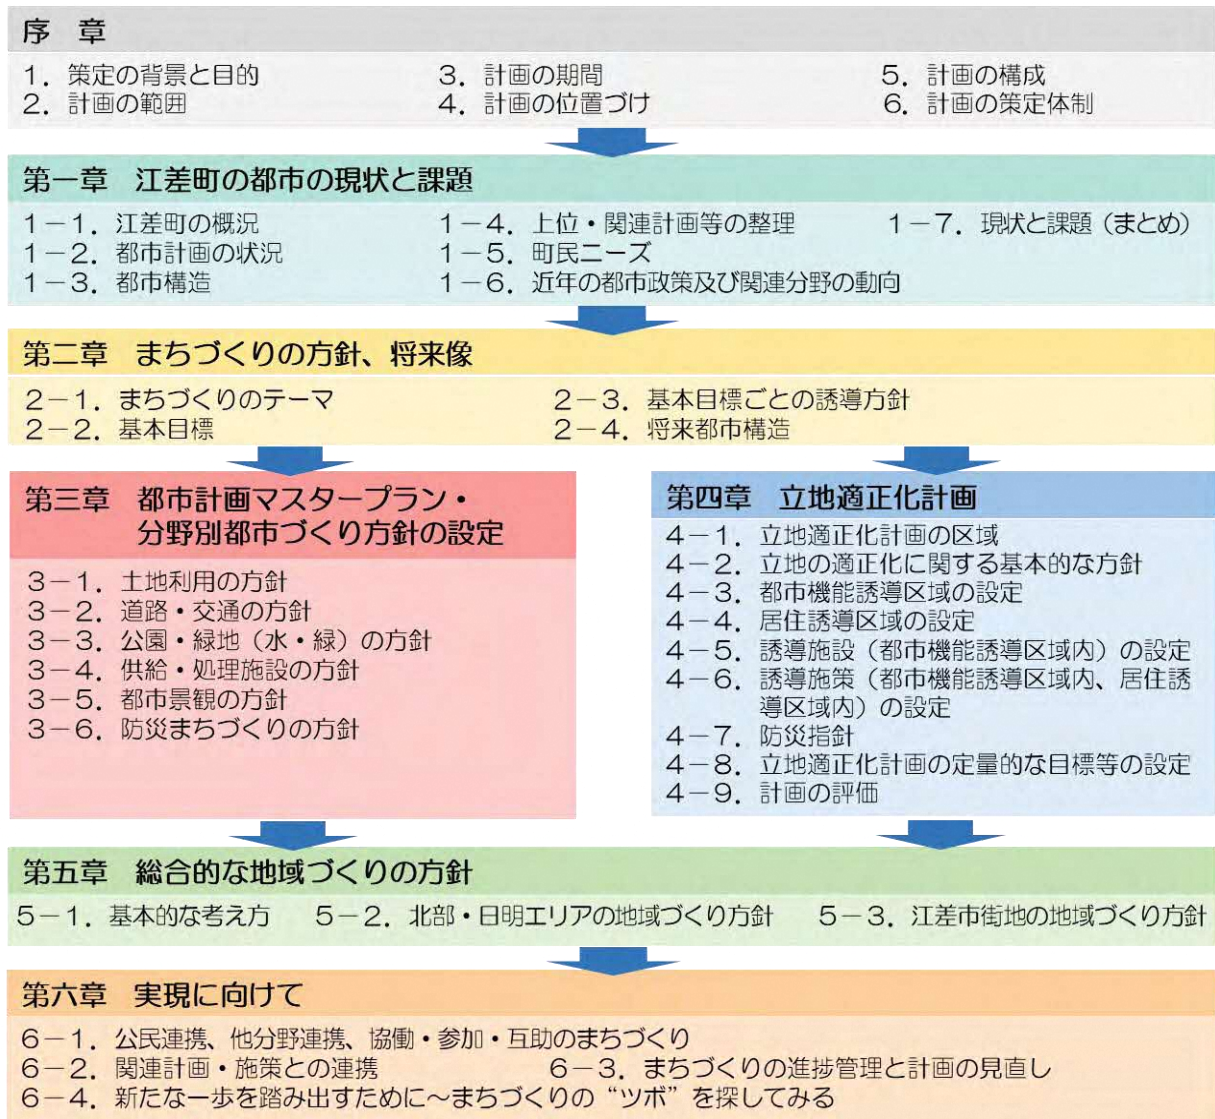 序　章
1．策定の背景と目的
2．計画の範囲
3．計画の期間
4．計画の位置づけ
5．計画の構成
6．計画の策定体制
第一章　江差町の都市の現状と課題
1－1．江差町の概況
1－2．都市計画の状況
1－3．都市構造
1－4．上位・関連計画等の整理
1－5．町民ニーズ
1－6．近年の都市政策及び関連分野の動向
1－7．現状と課題（まとめ）
第二章　まちづくりの方針、将来像
2－1．まちづくりのテーマ
2－2．基本目標
2－3．基本目標ごとの誘導方針
2－4．将来都市構造
第三章　都市計画マスタープラン・
分野別都市づくり方針の設定
3－1．土地利用の方針
3－2．道路・交通の方針
3－3．公園・緑地（水・緑）の方針
3－4．供給・処理施設の方針
3－5．都市景観の方針
3－6．防災まちづくりの方針
第四章　立地適正化計画
4－1．立地適正化計画の区域
4－2．立地の適正化に関する基本的な方針
4－3．都市機能誘導区域の設定
4－4．居住誘導区域の設定
4－5．誘導施設（都市機能誘導区域内）の設定
4－6．誘導施策（都市機能誘導区域内、居住誘
導区域内）の設定
4－7．防災指針
4－8．立地適正化計画の定量的な目標等の設定
4－9．計画の評価
第五章　総合的な地域づくりの方針
5－1．基本的な考え方
5－2．北部・日明エリアの地域づくり方針
5－3．江差市街地の地域づくり方針
第六章　実現に向けて
6－1．公民連携、他分野連携、協働・参加・互助のまちづくり
6－2．関連計画・施策との連携
6－3．まちづくりの進捗管理と計画の見直し
6－4．新たな一歩を踏み出すために～まちづくりの“ツボ”を探してみる